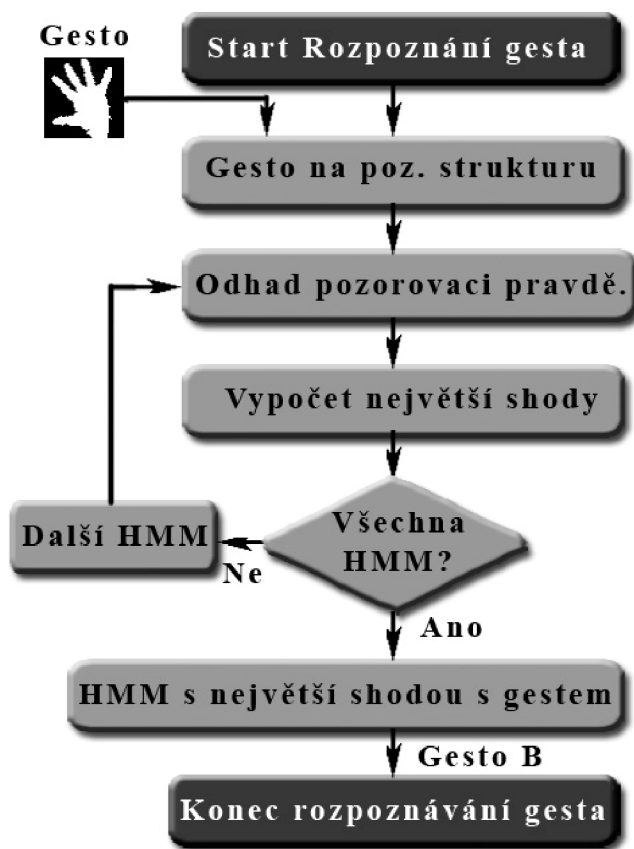 Gesto
Start Rozpoznání gesta
Gesto na poz. strukturu
Odhad pozorovaci pravdě.
Vypočet největší shody
Všechna
HMM?
Další HMM
Ne
Ano
HMM s největší shodou s gestem
Gesto B
Konec rozpoznávání gesta